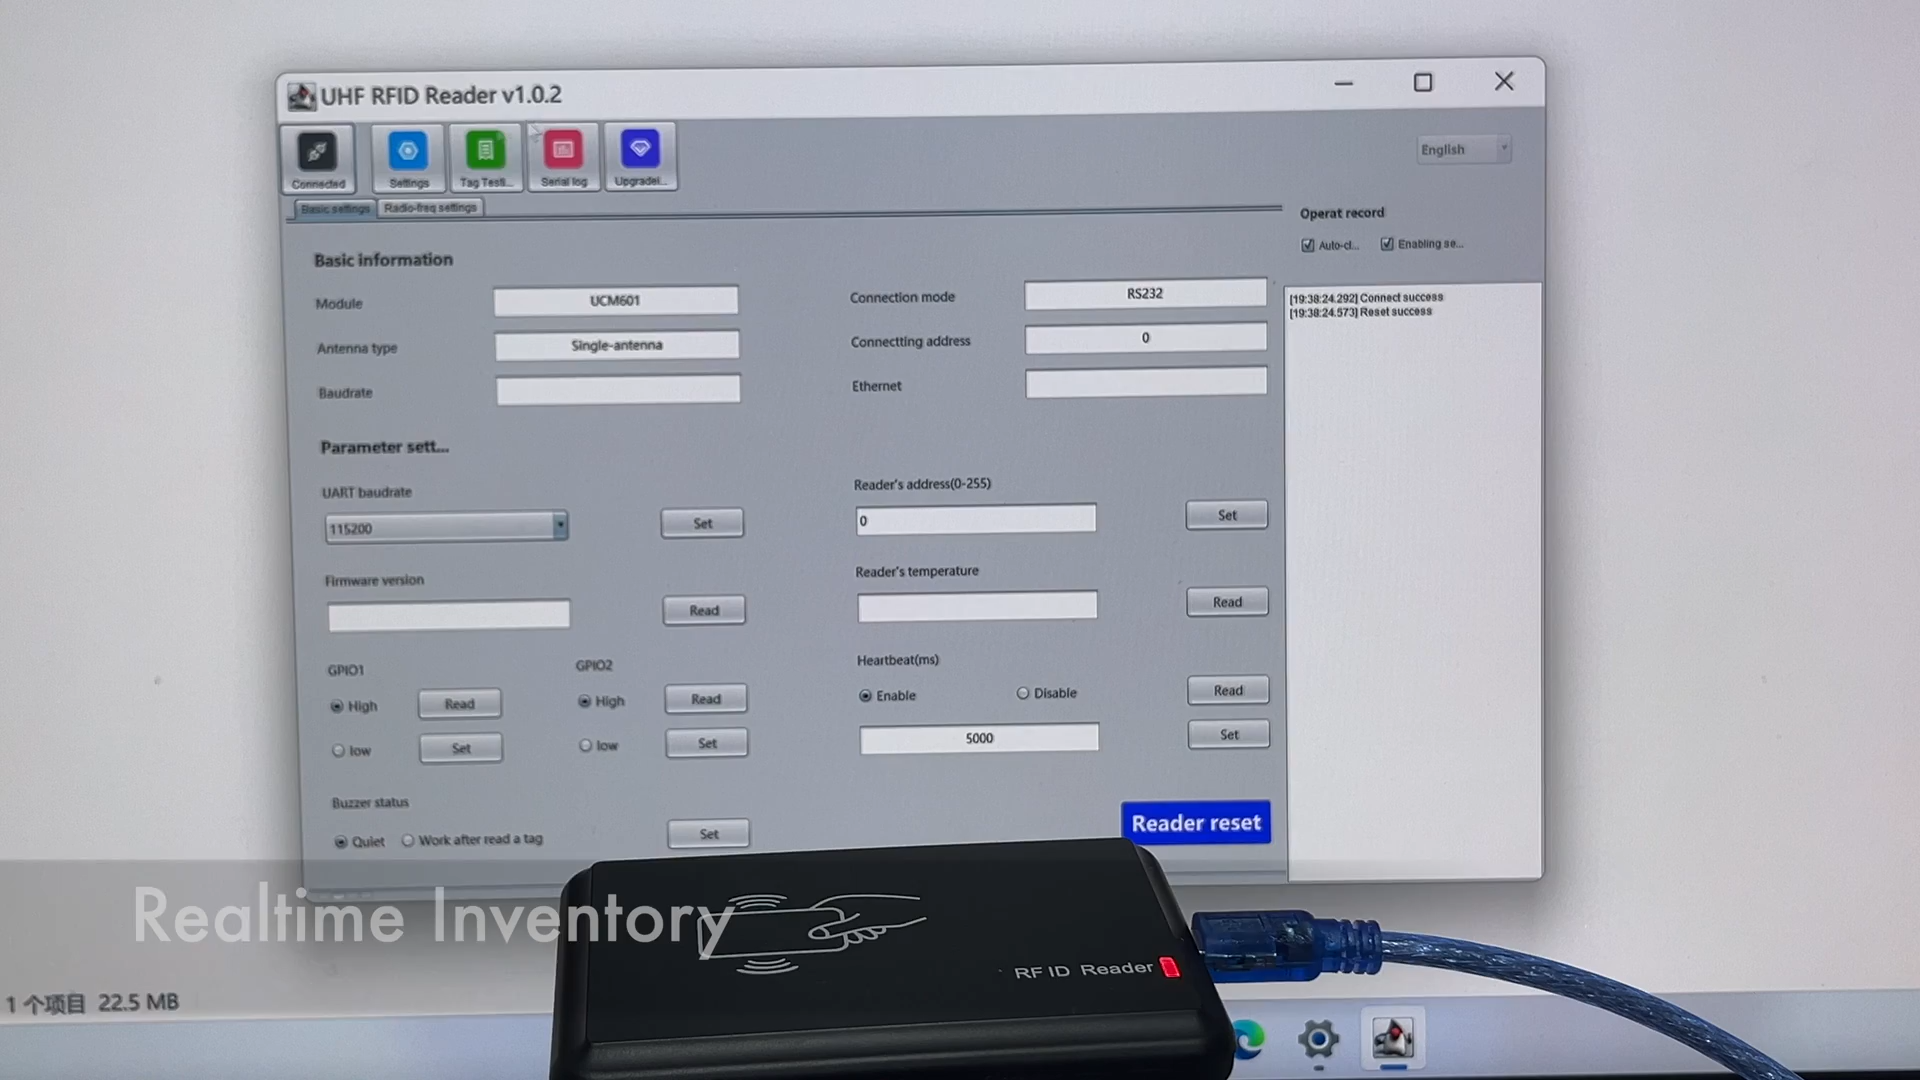 UHF RFID Reader v1.0.2
Connected
Settings
Tag Testi...
Serial log
Upgradei...
English
Basic settings
Radio-freq settings
Operat record
Auto-cl...
Enabling se...
Basic information
Module
UCM601
Connection mode
RS232
[19:38:24.292] Connect success
[19:38:24.573] Reset success
Antenna type
Single-antenna
Connectting address
0
Baudrate
Ethernet
Parameter sett...
UART baudrate
115200
Set
Reader's address(0-255)
0
Set
Firmware version
Read
Reader's temperature
Read
GPIO1
High
Read
low
Set
GPIO2
High
Read
low
Set
Heartbeat(ms)
Enable
Disable
Read
5000
Set
Buzzer status
Quiet
Work after read a tag
Set
Reader reset
Realtime Inventory
RFID Reader
1 个项目 22.5 MB